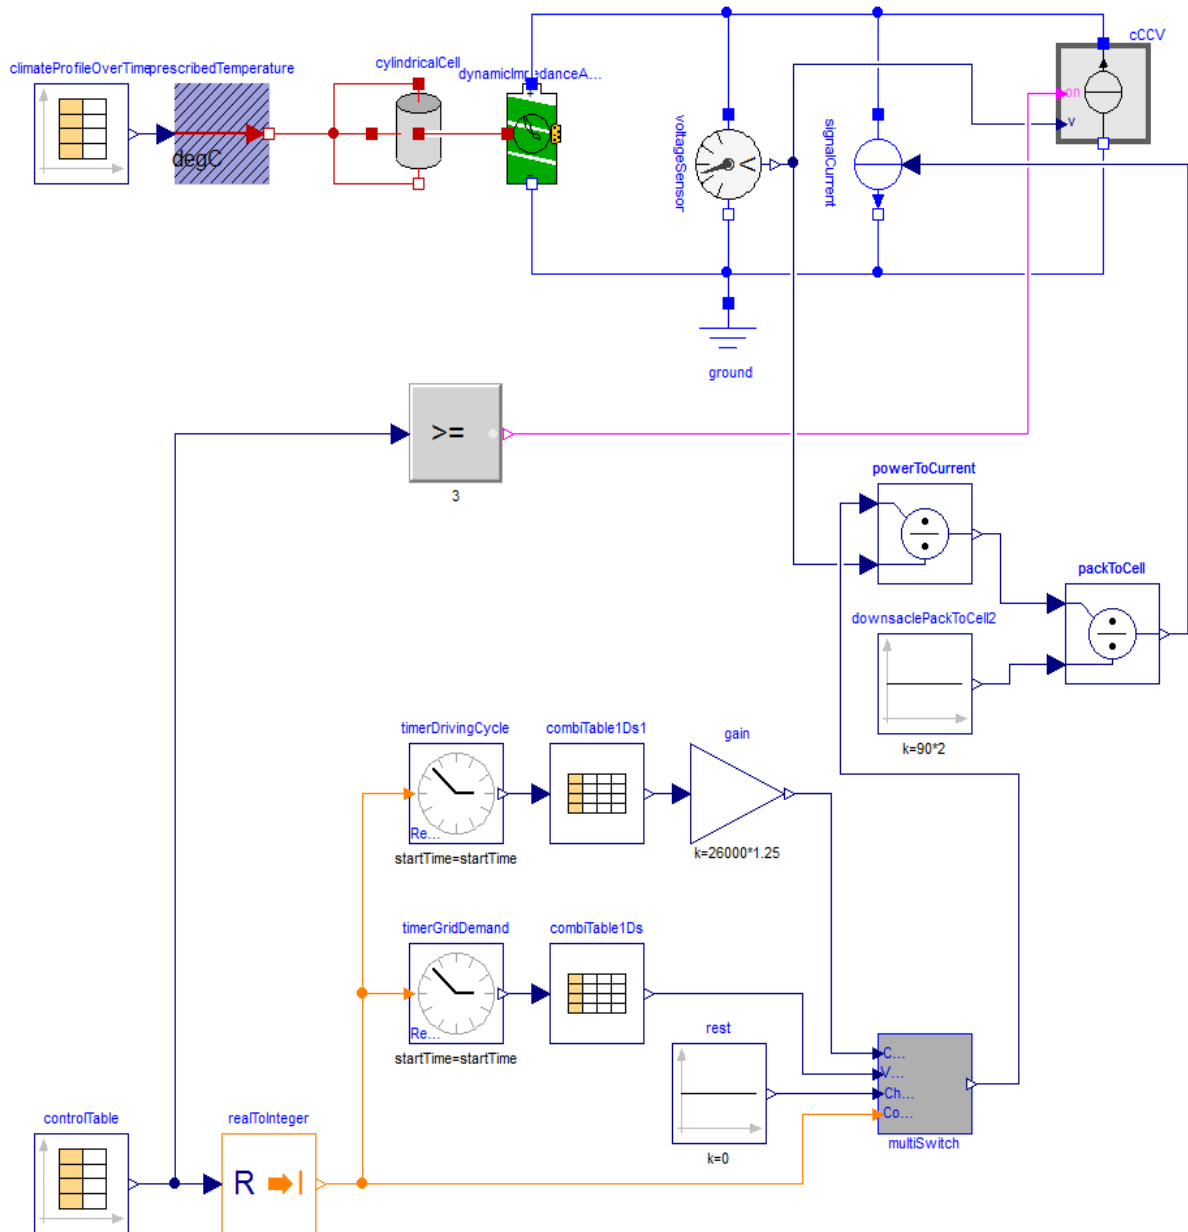 cCCV
climateProfileOverTime
prescribedTemperature
cylindricalCell
dynamicImpedanceA...
degC
+
-
voltageSensor
V
signalCurrent
on
v
ground
>=
3
powerToCurrent
packToCell
downsaclePackToCell2
k=90*2
timerDrivingCycle
combiTable1Ds1
gain
Re...
startTime=startTime
k=26000*1.25
timerGridDemand
combiTable1Ds
Re...
startTime=startTime
rest
k=0
C...
V...
Ch...
Co...
multiSwitch
controlTable
realToInteger
R I